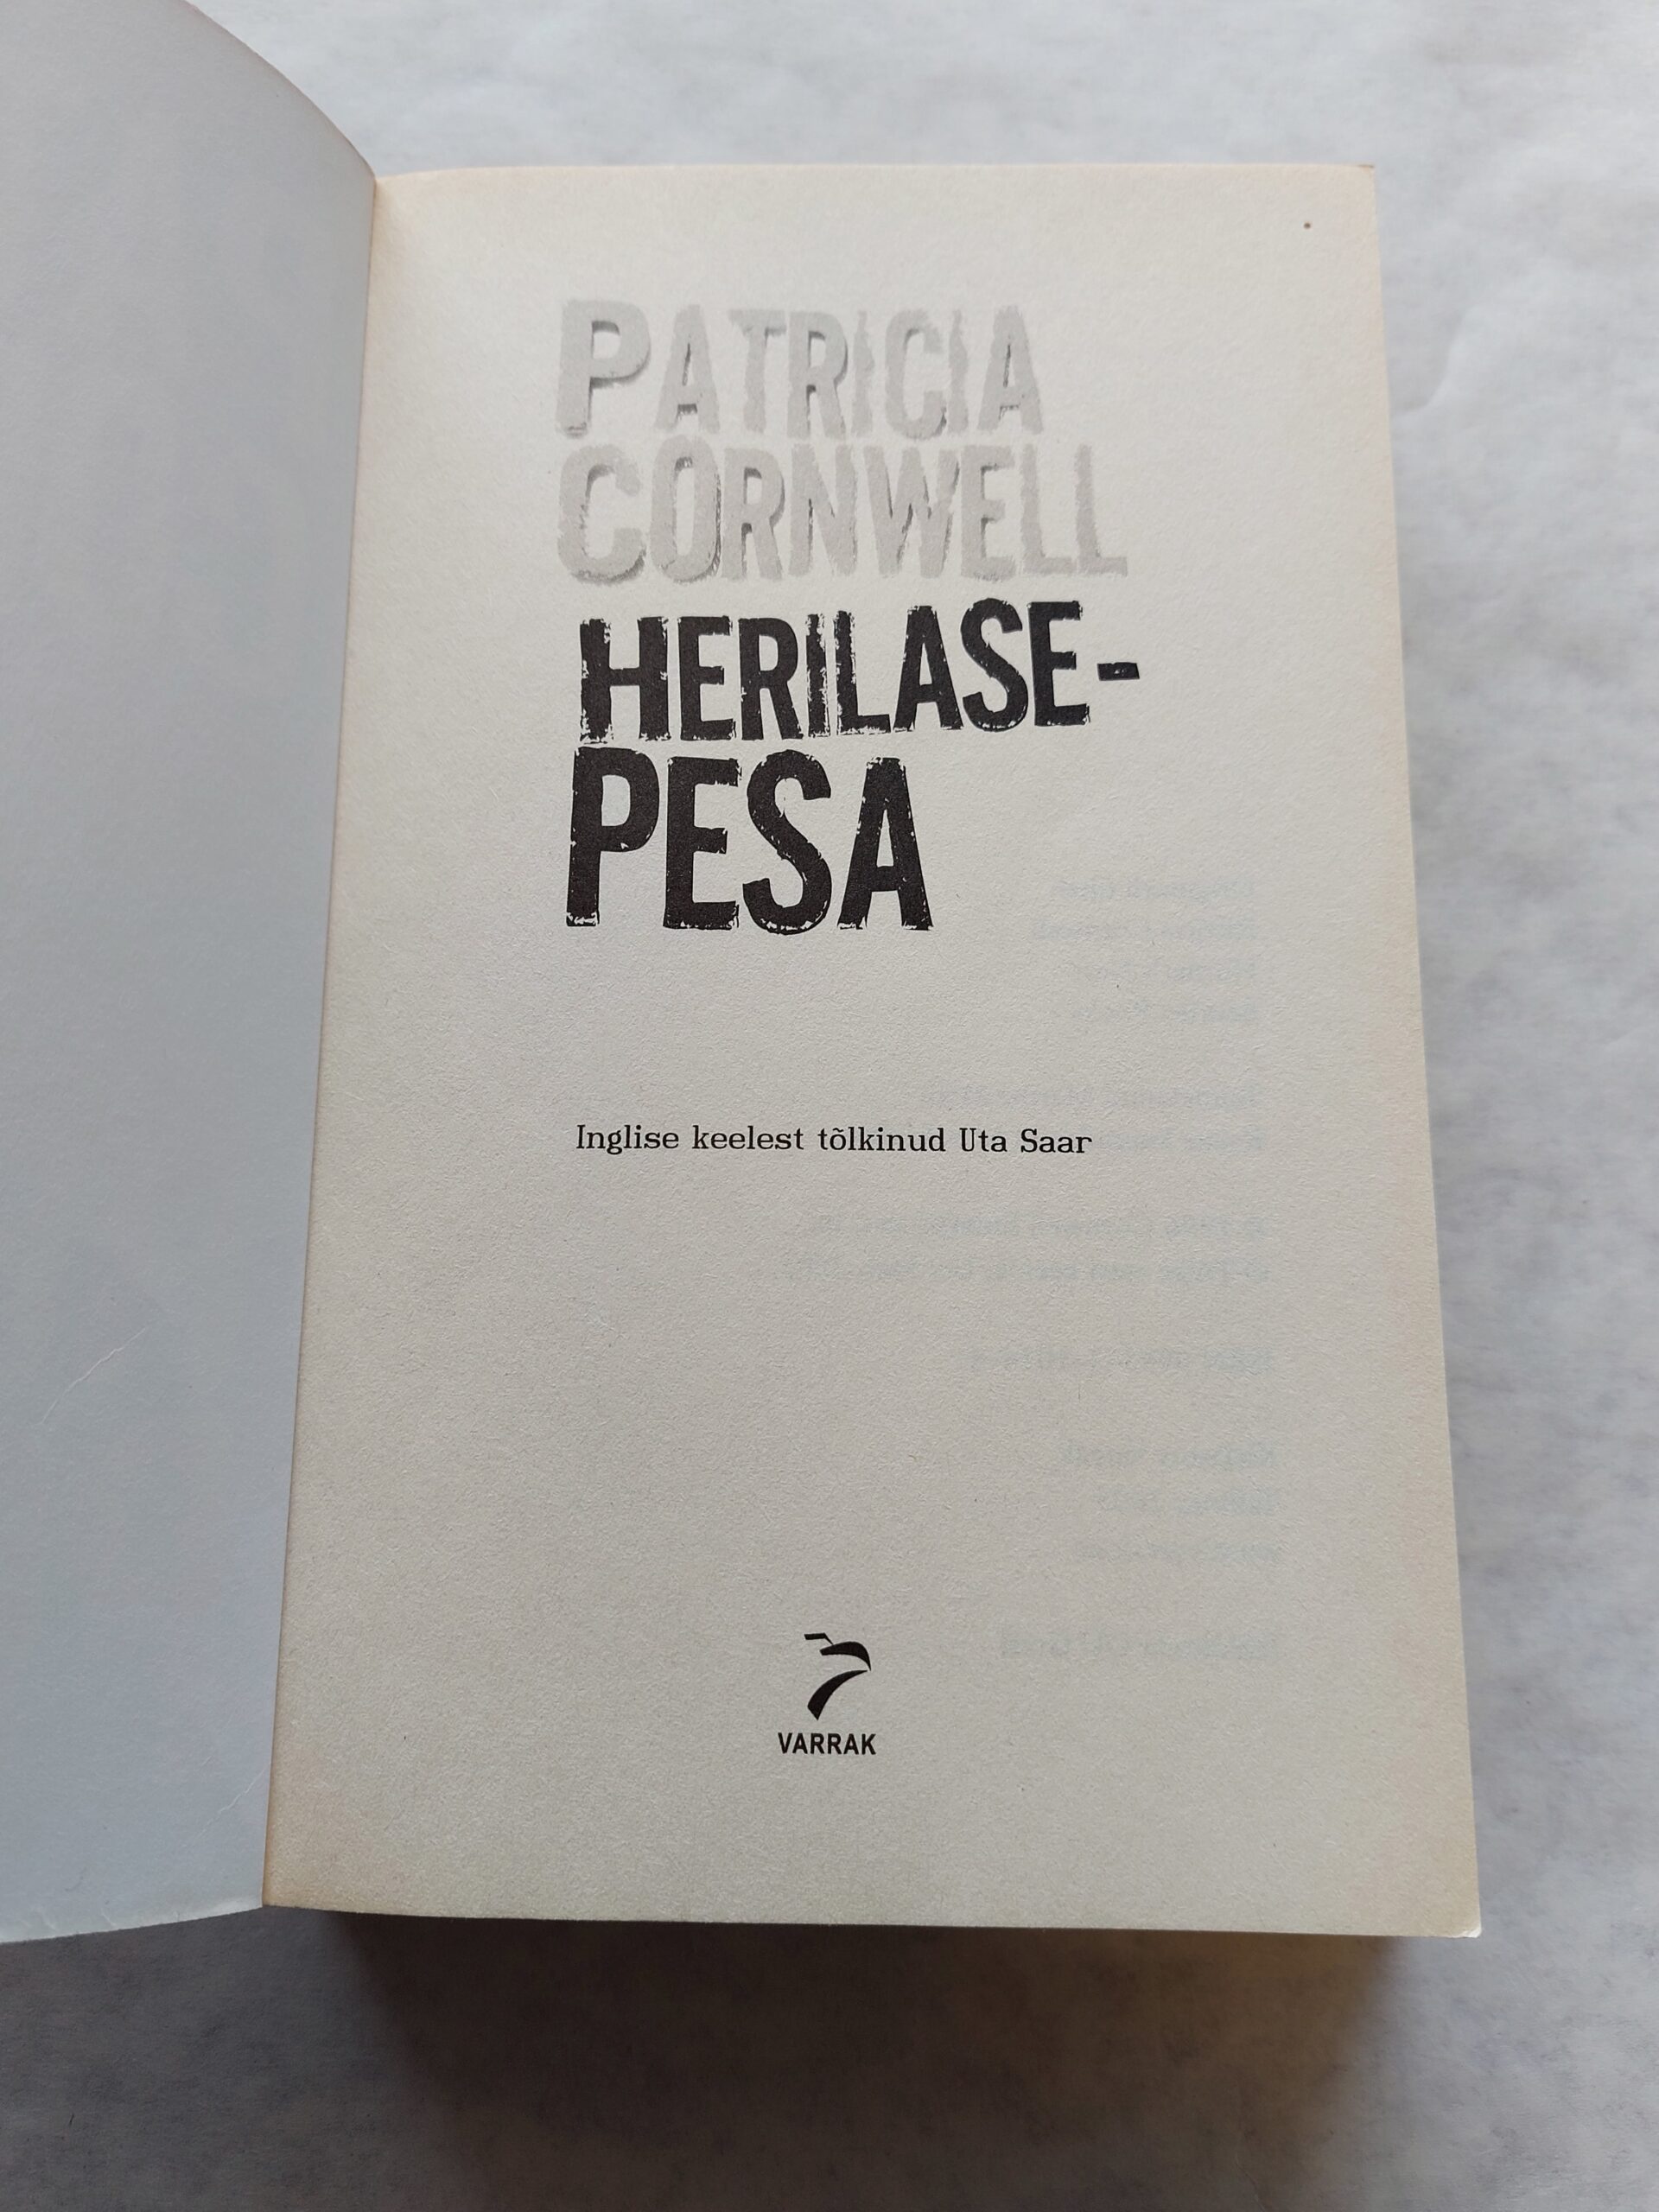 PATRICIA
CORNWELL
HERILASE-
PESA
Inglise keelest tõlkinud Uta Saar
VARRAK